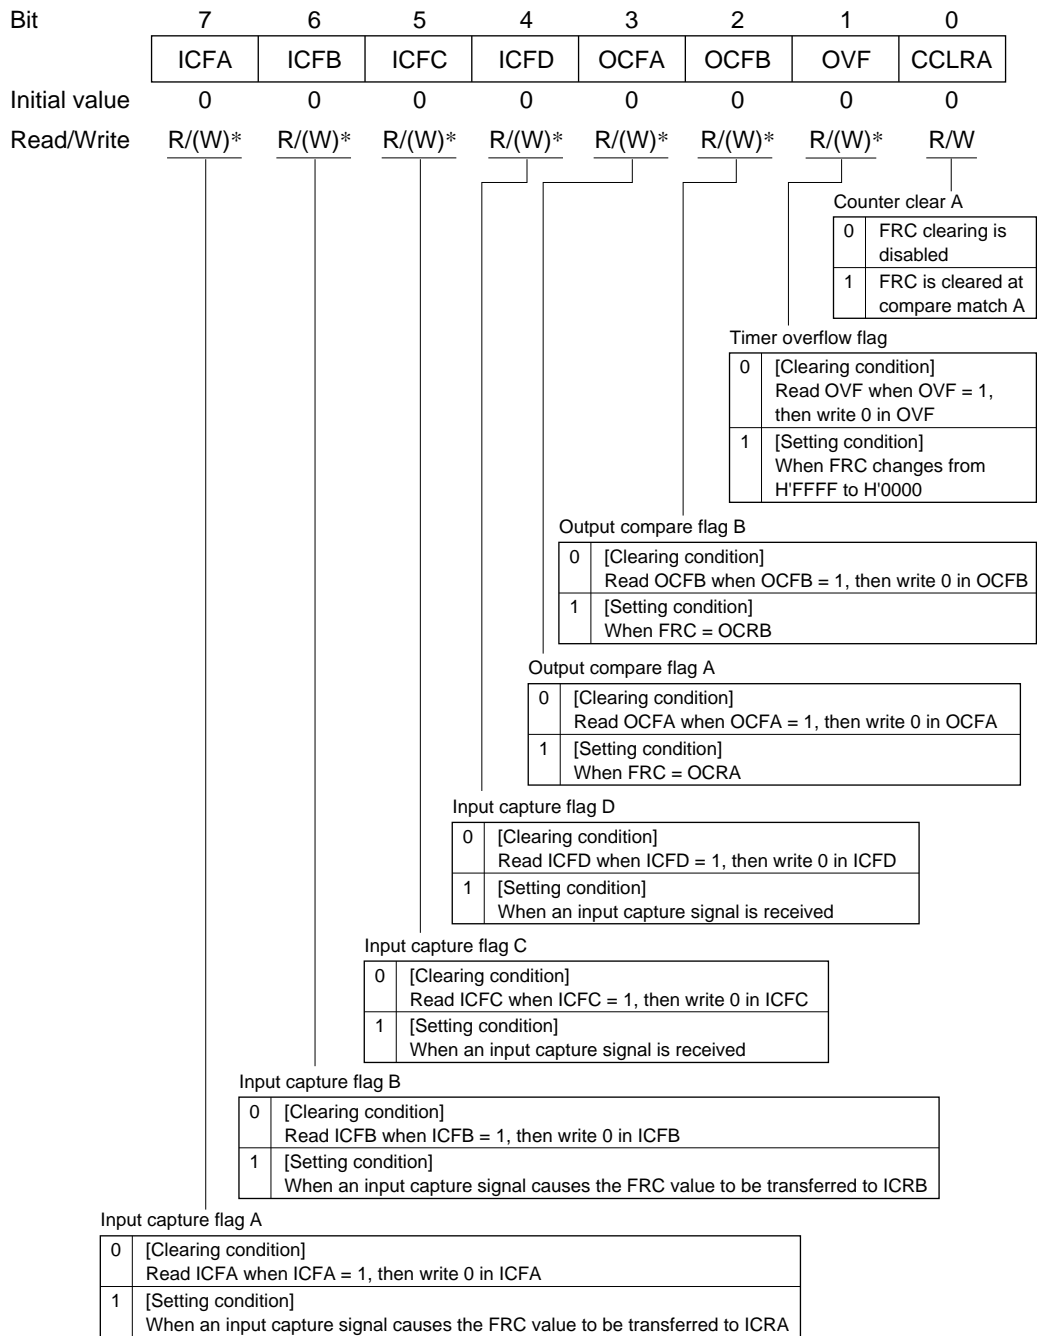 Bit 7 6 5 4 3 2 1 0
ICFA ICFB ICFC ICFD OCFA OCFB OVF CCLRA
Initial value 0 0 0 0 0 0 0 0
Read/Write R/(W)* R/(W)* R/(W)* R/(W)* R/(W)* R/(W)* R/(W)* R/W
Counter clear A
0 FRC clearing is
disabled
1 FRC is cleared at
compare match A
Timer overflow flag
0 [Clearing condition]
Read OVF when OVF = 1,
then write 0 in OVF
1 [Setting condition]
When FRC changes from
H'FFFF to H'0000
Output compare flag B
0 [Clearing condition]
Read OCFB when OCFB = 1, then write 0 in OCFB
1 [Setting condition]
When FRC = OCRB
Output compare flag A
0 [Clearing condition]
Read OCFA when OCFA = 1, then write 0 in OCFA
1 [Setting condition]
When FRC = OCRA
Input capture flag D
0 [Clearing condition]
Read ICFD when ICFD = 1, then write 0 in ICFD
1 [Setting condition]
When an input capture signal is received
Input capture flag C
0 [Clearing condition]
Read ICFC when ICFC = 1, then write 0 in ICFC
1 [Setting condition]
When an input capture signal is received
Input capture flag B
0 [Clearing condition]
Read ICFB when ICFB = 1, then write 0 in ICFB
1 [Setting condition]
When an input capture signal causes the FRC value to be transferred to ICRB
Input capture flag A
0 [Clearing condition]
Read ICFA when ICFA = 1, then write 0 in ICFA
1 [Setting condition]
When an input capture signal causes the FRC value to be transferred to ICRA